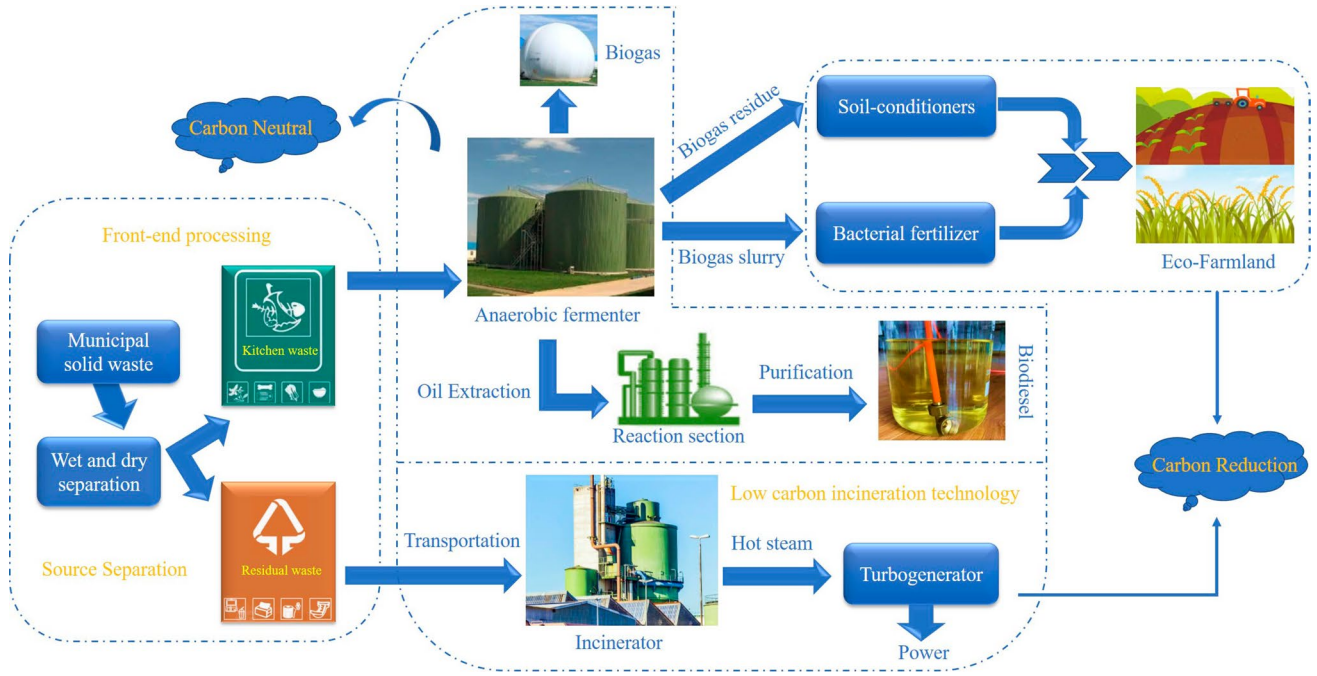 Biogas
Carbon Neutral
Biogas residue
Soil-conditioners
Front-end processing
Bacterial fertilizer
Biogas slurry
Eco-Farmland
Anaerobic fermenter
Municipal
solid waste
Kitchen waste
Oil Extraction
Purification
Biodiesel
Reaction section
Wet and dry
separation
Carbon Reduction
Low carbon incineration technology
Transportation
Hot steam
Source Separation
Residual waste
Turbogenerator
Incinerator
Power